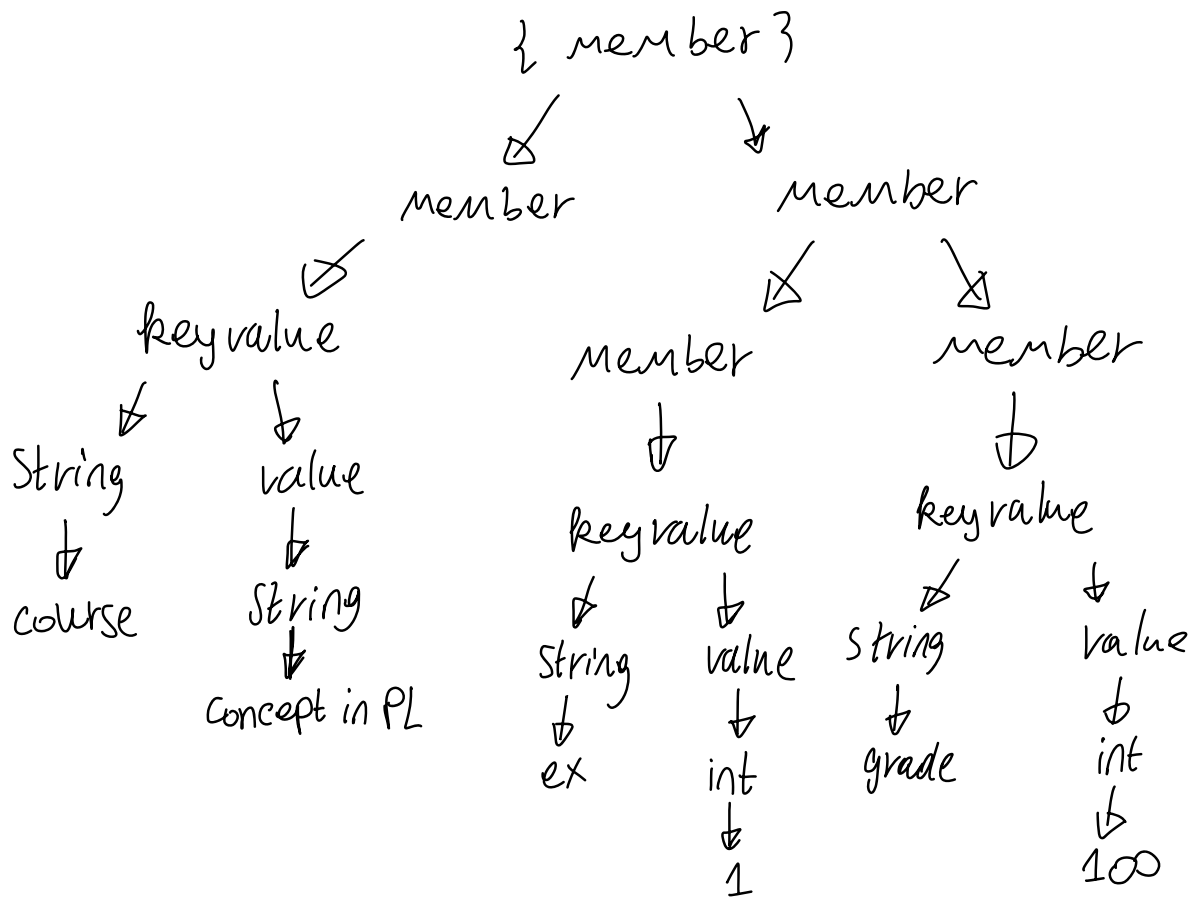 { member }
member
member
keyvalue
member
member
String
value
keyvalue
keyvalue
course
String
String
value
string
value
concept in PL
ex
int
grade
int
1
100